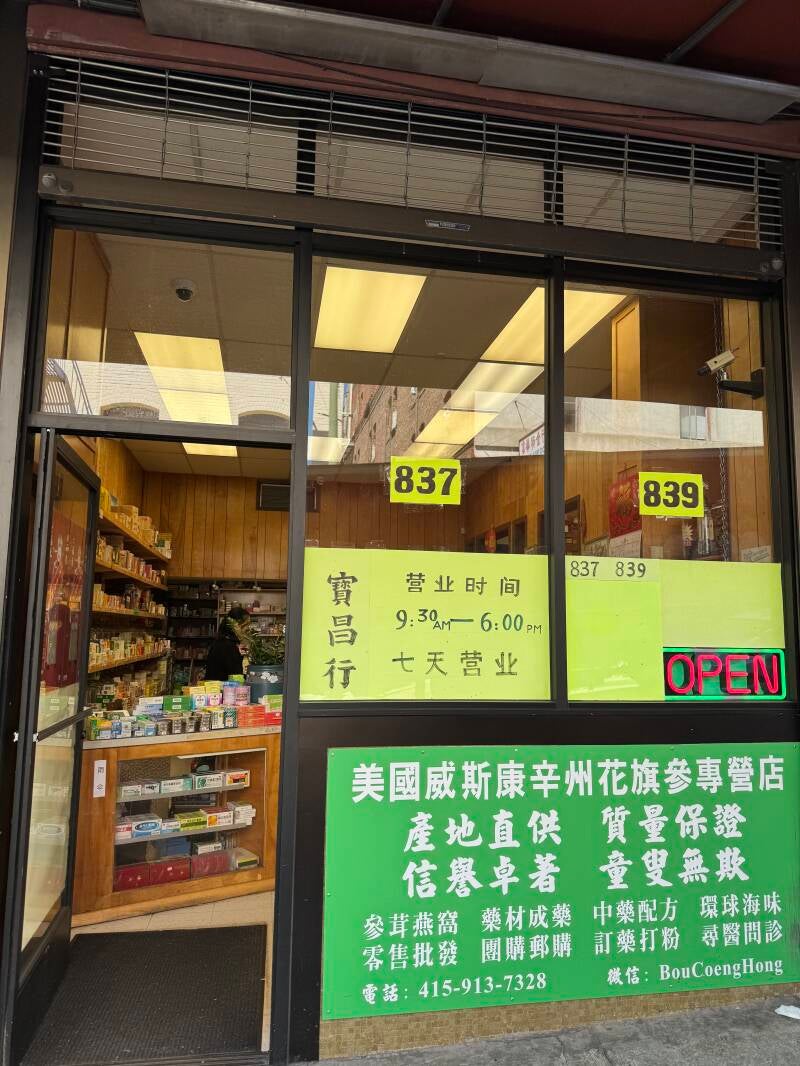 837
839
837 839
寶昌行
营业时间
9:30AM—6:00PM
七天营业
OPEN
美國威斯康辛州花旗參專營店
產地直供 質量保證
信譽卓著 童叟無欺
參茸燕窩 藥材成藥 中藥配方 環球海味
零售批發 團購郵購 訂藥打粉 尋醫問診
電話: 415-913-7328 微信: BouCoengHong